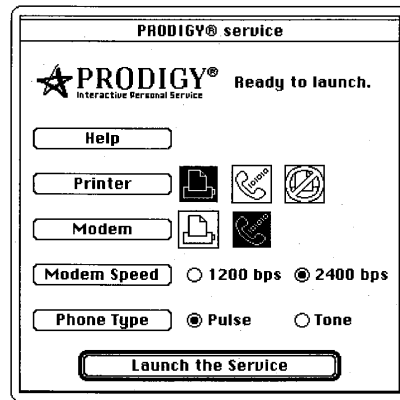 PRODIGY® service
PRODIGY® Ready to launch.
Interactive Personal Service
Help
Printer
Modem
Modem Speed 1200 bps 2400 bps
Phone Type Pulse Tone
Launch the Service